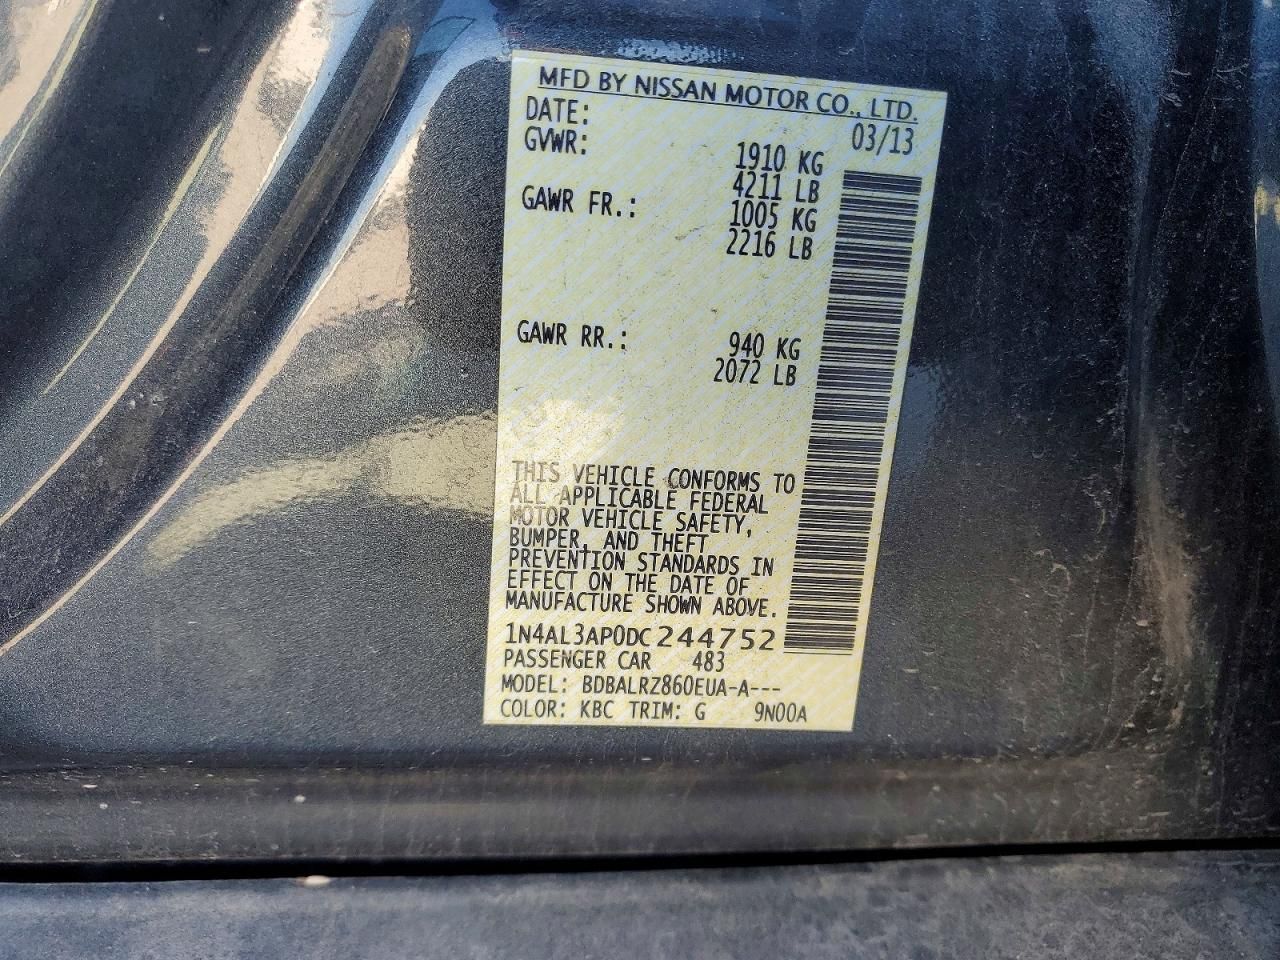 MFD BY NISSAN MOTOR CO., LTD.
DATE: 03/13
GVWR: 1910 KG
4211 LB
GAWR FR.: 1005 KG
2216 LB
GAWR RR.: 940 KG
2072 LB
THIS VEHICLE CONFORMS TO
ALL APPLICABLE FEDERAL
MOTOR VEHICLE SAFETY,
BUMPER, AND THEFT
PREVENTION STANDARDS IN
EFFECT ON THE DATE OF
MANUFACTURE SHOWN ABOVE.
1N4AL3AP0DC244752
PASSENGER CAR 483
MODEL: BDBALRZ860EUA-A---
COLOR: KBC TRIM: G 9N00A